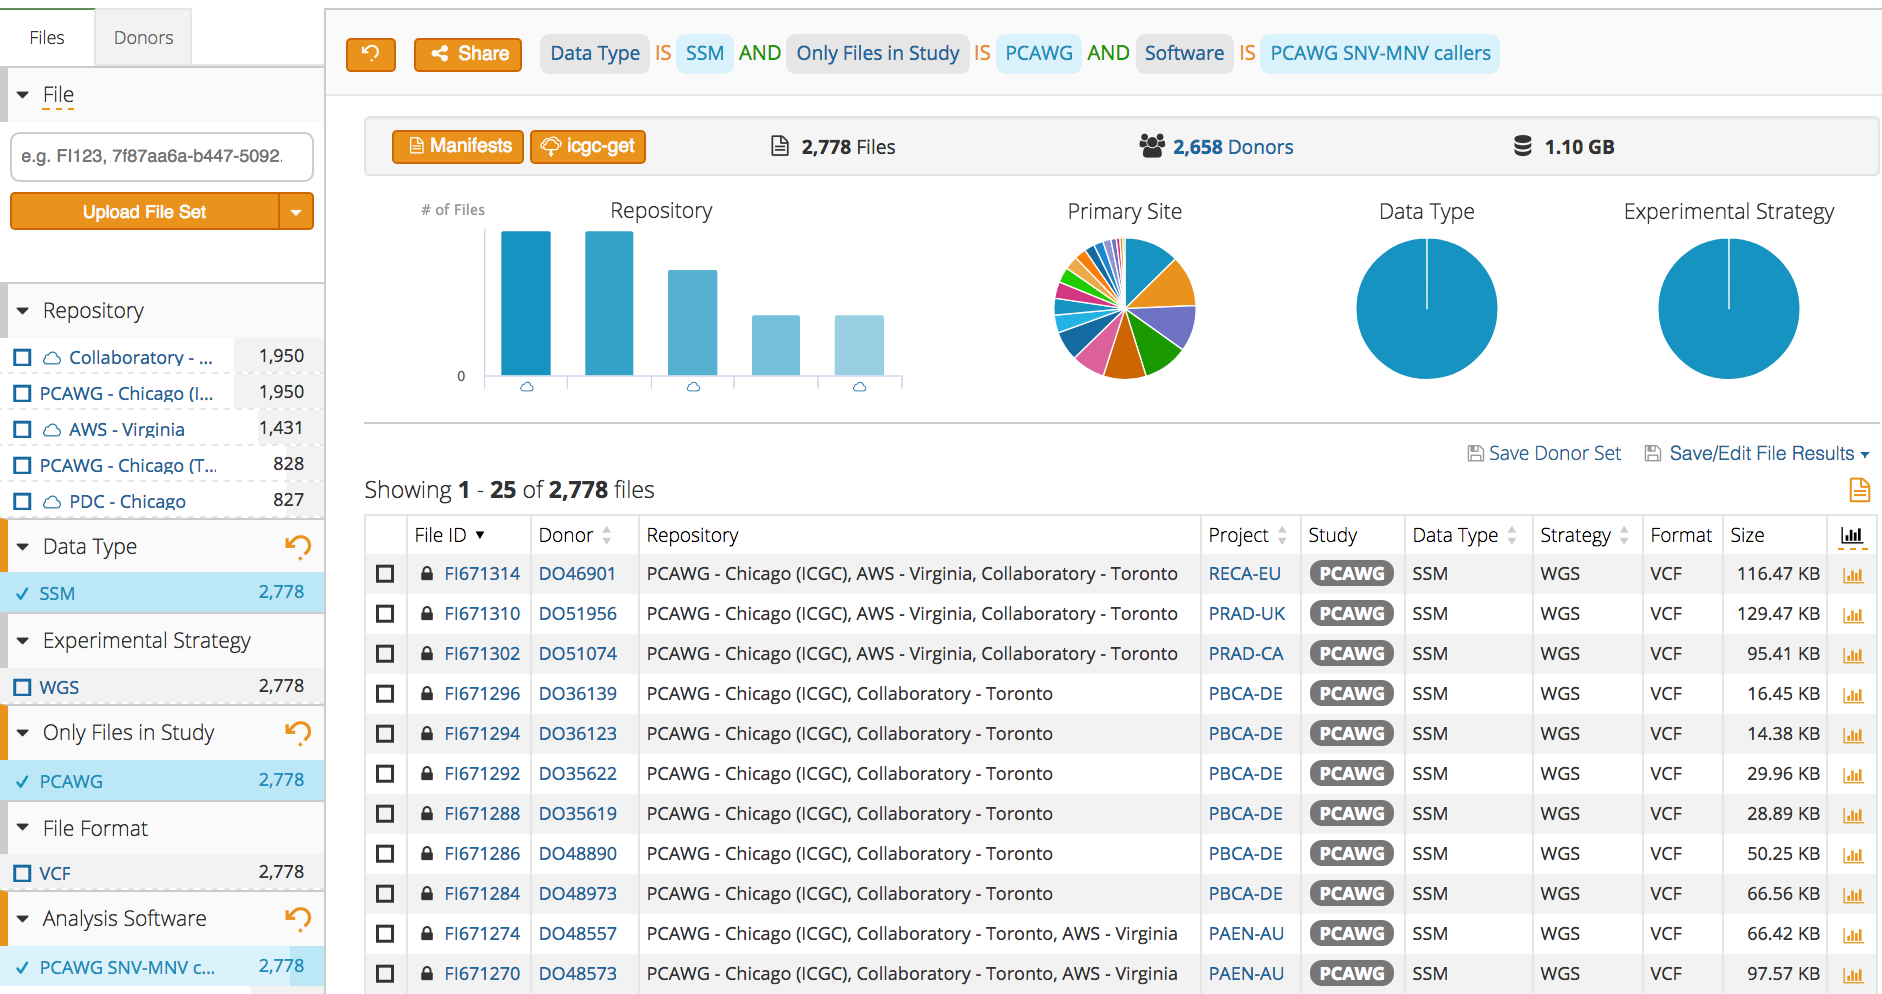 Files
Donors
File
e.g. FI123, 7f87aa6a-b447-5092.
Upload File Set
Repository
Collaboratory - ... 1,950
PCAWG - Chicago (I... 1,950
AWS - Virginia 1,431
PCAWG - Chicago (T... 828
PDC - Chicago 827
Data Type
SSM 2,778
Experimental Strategy
WGS 2,778
Only Files in Study
PCAWG 2,778
File Format
VCF 2,778
Analysis Software
PCAWG SNV-MNV c... 2,778
Share Data Type IS SSM AND Only Files in Study IS PCAWG AND Software IS PCAWG SNV-MNV callers
Manifests icgc-get 2,778 Files 2,658 Donors 1.10 GB
# of Files Repository Primary Site Data Type Experimental Strategy
0
Save Donor Set Save/Edit File Results
Showing 1 - 25 of 2,778 files
File ID Donor Repository Project Study Data Type Strategy Format Size
FI671314 DO46901 PCAWG - Chicago (ICGC), AWS - Virginia, Collaboratory - Toronto RECA-EU PCAWG SSM WGS VCF 116.47 KB
FI671310 DO51956 PCAWG - Chicago (ICGC), AWS - Virginia, Collaboratory - Toronto PRAD-UK PCAWG SSM WGS VCF 129.47 KB
FI671302 DO51074 PCAWG - Chicago (ICGC), AWS - Virginia, Collaboratory - Toronto PRAD-CA PCAWG SSM WGS VCF 95.41 KB
FI671296 DO36139 PCAWG - Chicago (ICGC), Collaboratory - Toronto PBCA-DE PCAWG SSM WGS VCF 16.45 KB
FI671294 DO36123 PCAWG - Chicago (ICGC), Collaboratory - Toronto PBCA-DE PCAWG SSM WGS VCF 14.38 KB
FI671292 DO35622 PCAWG - Chicago (ICGC), Collaboratory - Toronto PBCA-DE PCAWG SSM WGS VCF 29.96 KB
FI671288 DO35619 PCAWG - Chicago (ICGC), Collaboratory - Toronto PBCA-DE PCAWG SSM WGS VCF 28.89 KB
FI671286 DO48890 PCAWG - Chicago (ICGC), Collaboratory - Toronto PBCA-DE PCAWG SSM WGS VCF 50.25 KB
FI671284 DO48973 PCAWG - Chicago (ICGC), Collaboratory - Toronto PBCA-DE PCAWG SSM WGS VCF 66.56 KB
FI671274 DO48557 PCAWG - Chicago (ICGC), Collaboratory - Toronto, AWS - Virginia PAEN-AU PCAWG SSM WGS VCF 66.42 KB
FI671270 DO48573 PCAWG - Chicago (ICGC), Collaboratory - Toronto, AWS - Virginia PAEN-AU PCAWG SSM WGS VCF 97.57 KB